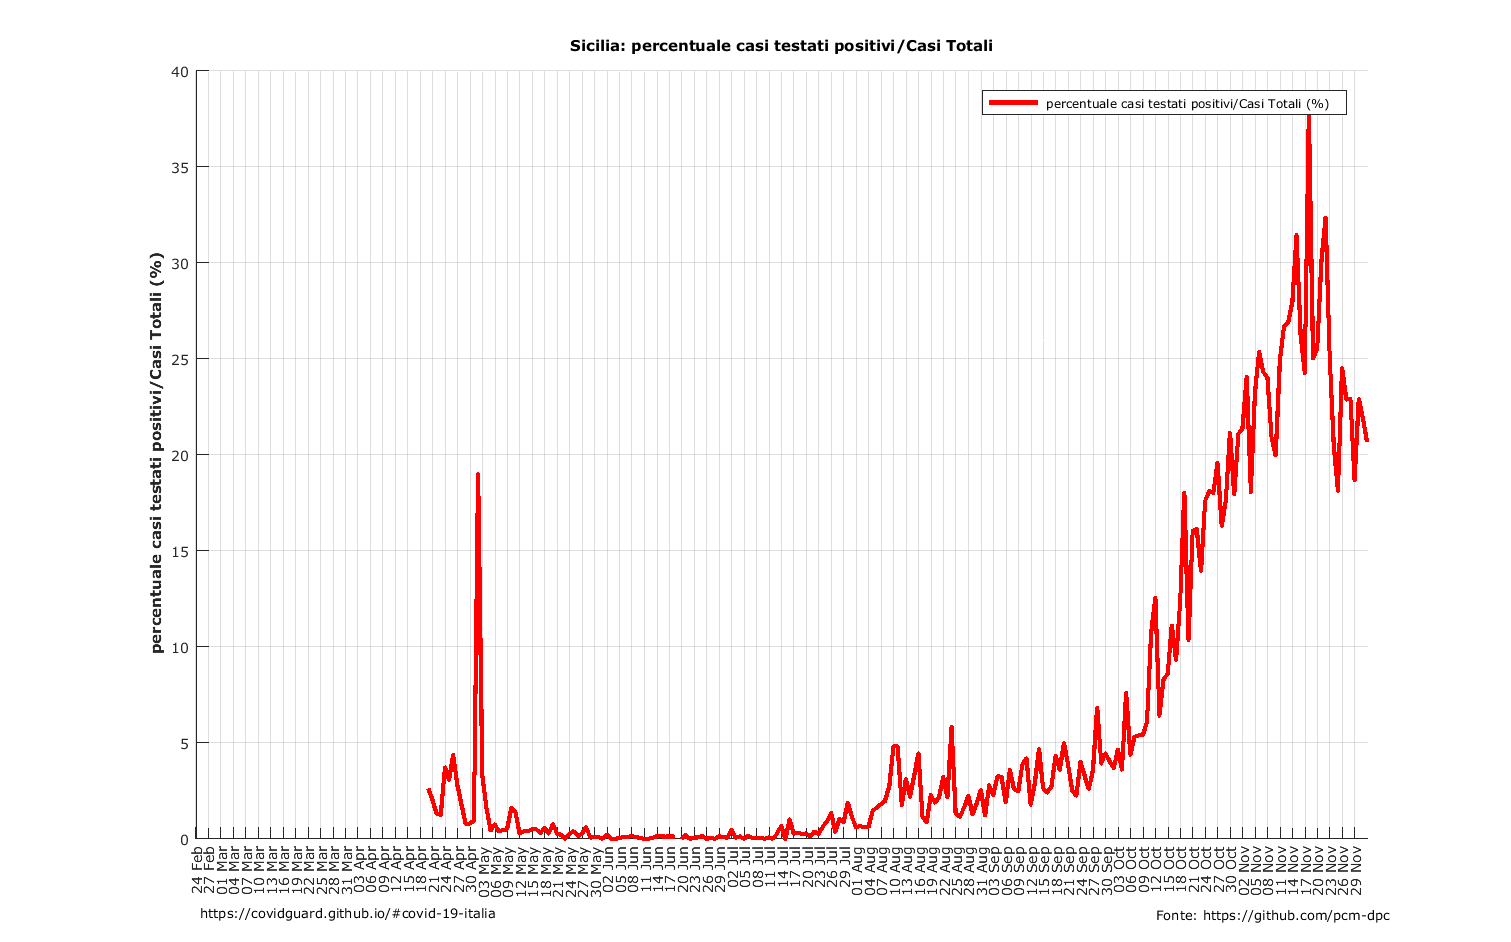 Sicilia: percentuale casi testati positivi/Casi Totali
percentuale casi testati positivi/Casi Totali (%)
percentuale casi testati positivi/Casi Totali (%)
40
35
30
25
20
15
10
5
0
24 Feb
27 Feb
01 Mar
04 Mar
07 Mar
10 Mar
13 Mar
16 Mar
19 Mar
22 Mar
25 Mar
28 Mar
31 Mar
03 Apr
06 Apr
09 Apr
12 Apr
15 Apr
18 Apr
21 Apr
24 Apr
27 Apr
30 Apr
03 May
06 May
09 May
12 May
15 May
18 May
21 May
24 May
27 May
30 May
02 Jun
05 Jun
08 Jun
11 Jun
14 Jun
17 Jun
20 Jun
23 Jun
26 Jun
29 Jun
02 Jul
05 Jul
08 Jul
11 Jul
14 Jul
17 Jul
20 Jul
23 Jul
26 Jul
29 Jul
01 Aug
04 Aug
07 Aug
10 Aug
13 Aug
16 Aug
19 Aug
22 Aug
25 Aug
28 Aug
31 Aug
03 Sep
06 Sep
09 Sep
12 Sep
15 Sep
18 Sep
21 Sep
24 Sep
27 Sep
30 Sep
03 Oct
06 Oct
09 Oct
12 Oct
15 Oct
18 Oct
21 Oct
24 Oct
27 Oct
30 Oct
02 Nov
05 Nov
08 Nov
11 Nov
14 Nov
17 Nov
20 Nov
23 Nov
26 Nov
29 Nov
https://covidguard.github.io/#covid-19-italia
Fonte: https://github.com/pcm-dpc